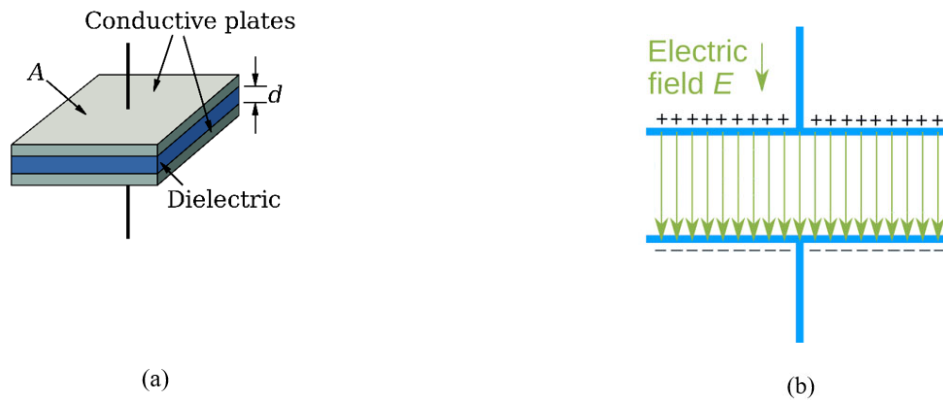 Conductive plates
A
d
Dielectric
(a)
Electric
field E
+++++++++ +++++++++
−−−−−−−−− −−−−−−−−−
(b)